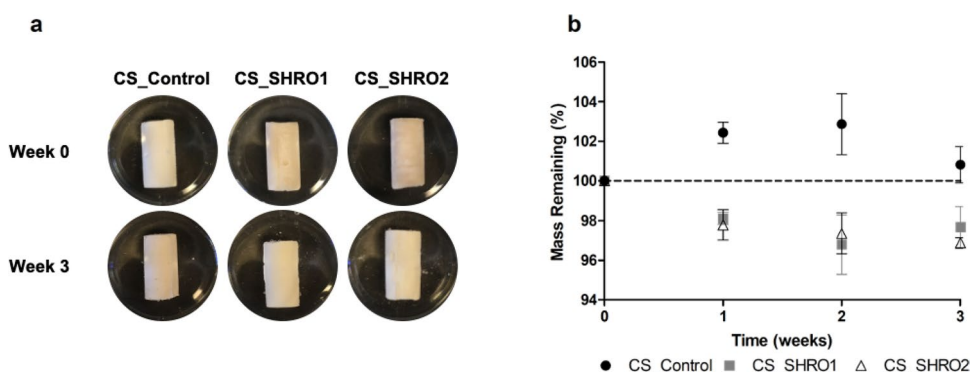 a
CS_Control CS_SHRO1 CS_SHRO2
Week 0
Week 3
b
106
104
102
100
98
96
94
Mass Remaining (%)
0 1 2 3
Time (weeks)
CS Control CS SHRO1 CS SHRO2